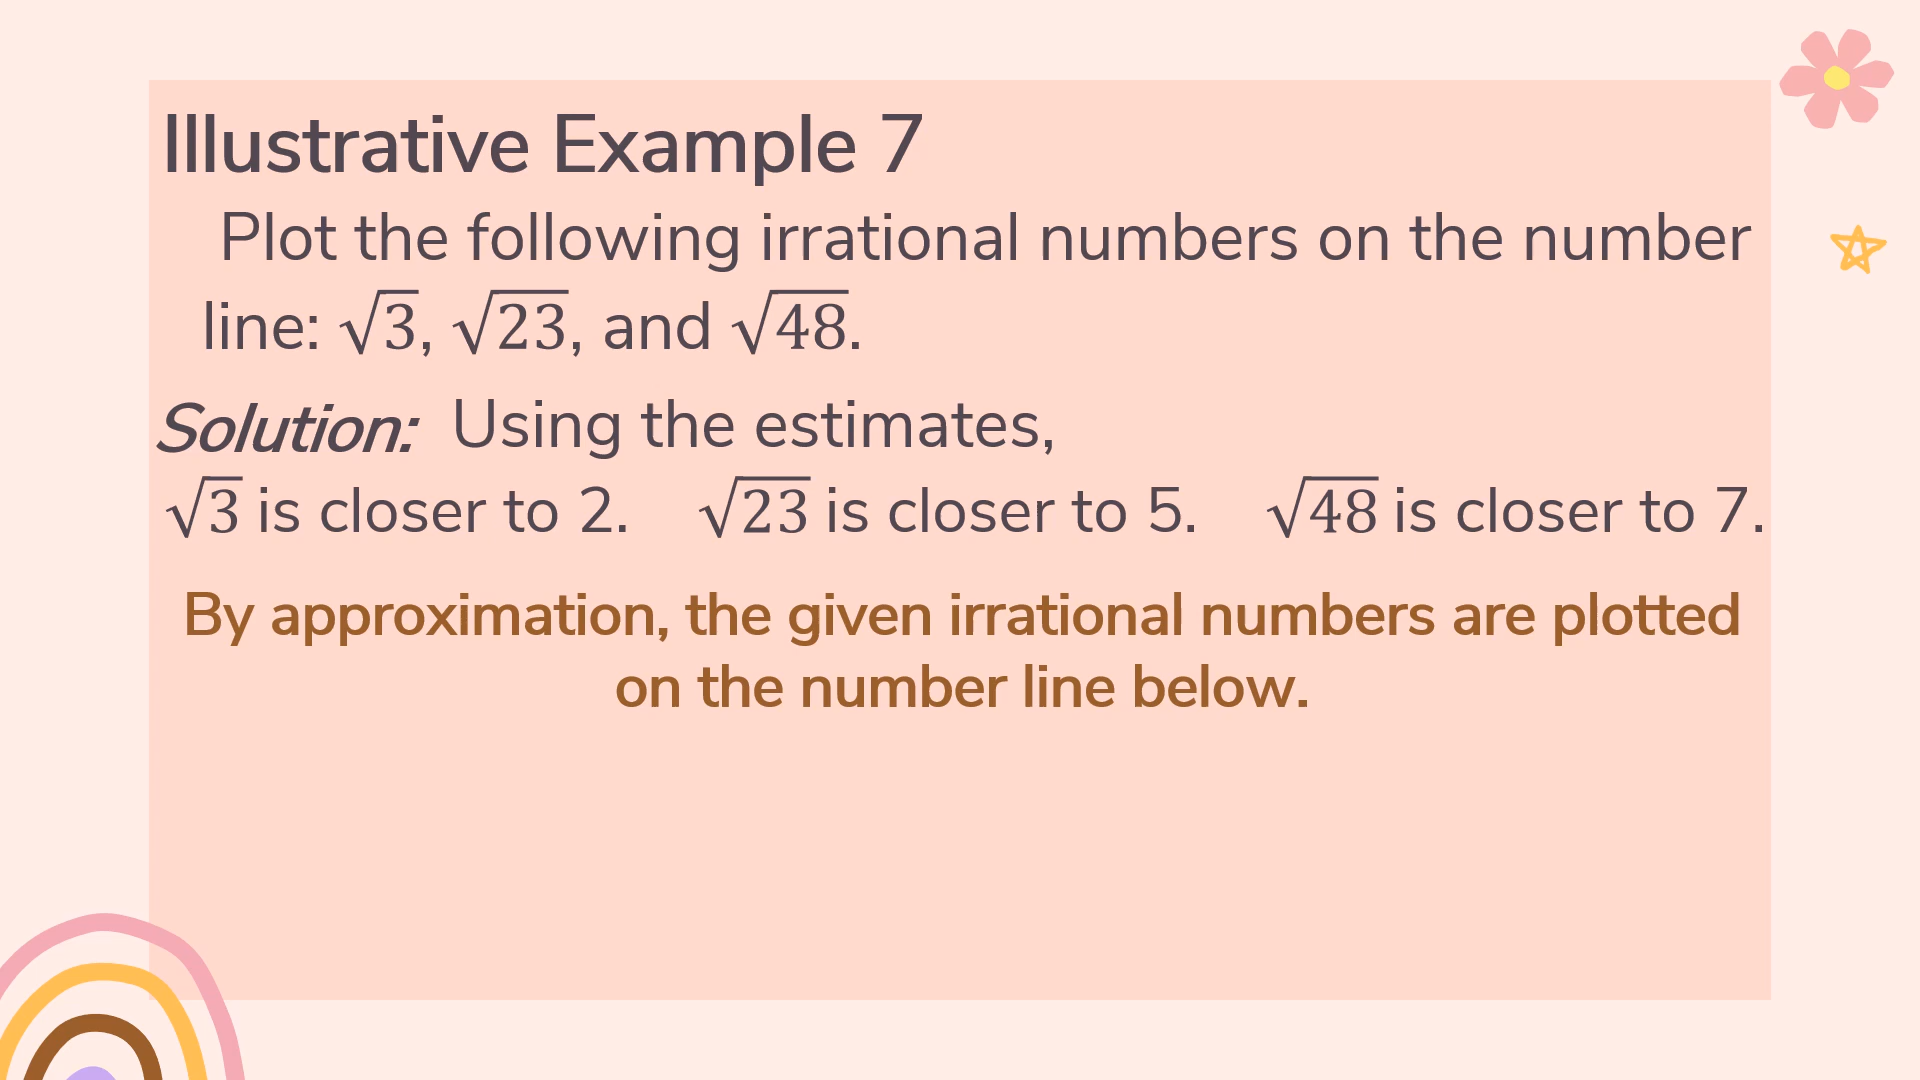 Illustrative Example 7
Plot the following irrational numbers on the number
line: √3, √23, and √48.
Solution: Using the estimates,
√3 is closer to 2. √23 is closer to 5. √48 is closer to 7.
By approximation, the given irrational numbers are plotted
on the number line below.